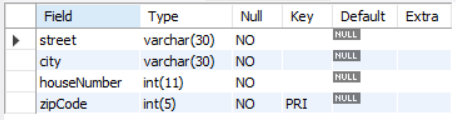 Field Type Null Key Default Extra
street varchar(30) NO NULL
city varchar(30) NO NULL
houseNumber int(11) NO NULL
zipCode int(5) NO PRI NULL